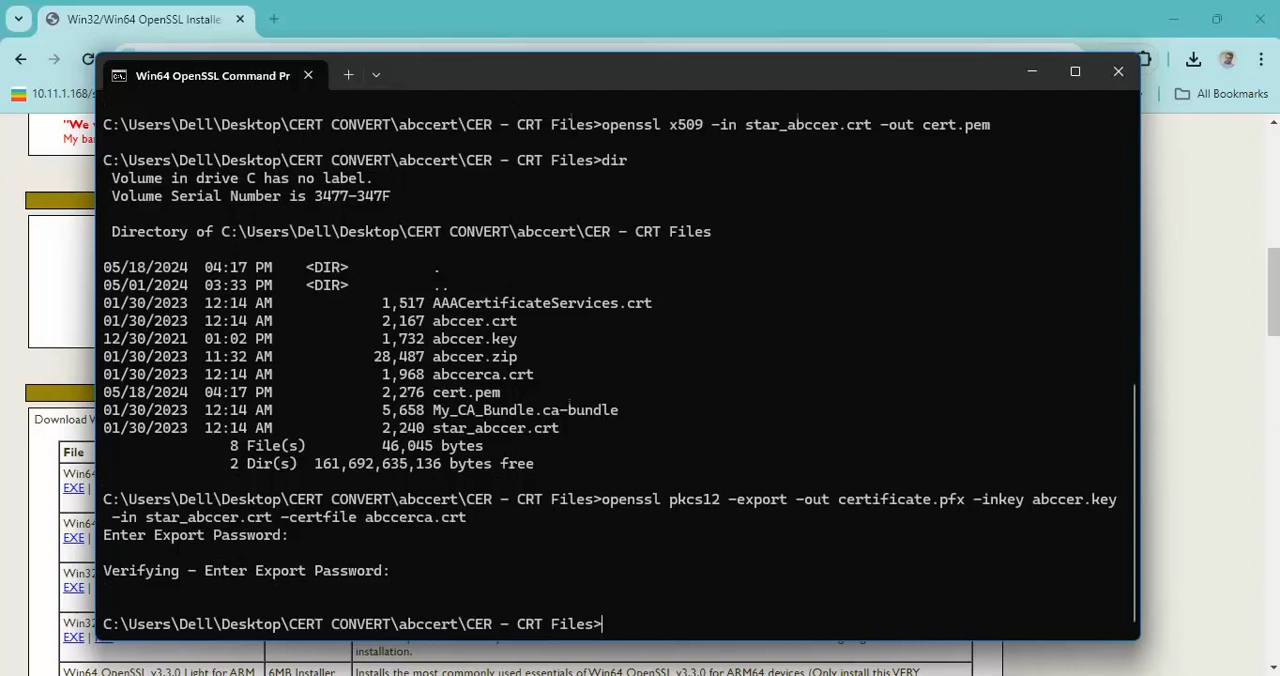 Win32/Win64 OpenSSL Installe
10.11.1.168/s
All Bookmarks
Win64 OpenSSL Command Pr
"We v
My ba
C:\Users\Dell\Desktop\CERT CONVERT\abccert\CER - CRT Files>openssl x509 -in star_abccer.crt -out cert.pem
C:\Users\Dell\Desktop\CERT CONVERT\abccert\CER - CRT Files>dir
Volume in drive C has no label.
Volume Serial Number is 3477-347F
Directory of C:\Users\Dell\Desktop\CERT CONVERT\abccert\CER - CRT Files
05/18/2024 04:17 PM <DIR> .
05/01/2024 03:33 PM <DIR> ..
01/30/2023 12:14 AM 1,517 AAACertificateServices.crt
01/30/2023 12:14 AM 2,167 abccer.crt
12/30/2021 01:02 PM 1,732 abccer.key
01/30/2023 11:32 AM 28,487 abccer.zip
01/30/2023 12:14 AM 1,968 abccerca.crt
05/18/2024 04:17 PM 2,276 cert.pem
01/30/2023 12:14 AM 5,658 My_CA_Bundle.ca-bundle
01/30/2023 12:14 AM 2,240 star_abccer.crt
8 File(s) 46,045 bytes
2 Dir(s) 161,692,635,136 bytes free
C:\Users\Dell\Desktop\CERT CONVERT\abccert\CER - CRT Files>openssl pkcs12 -export -out certificate.pfx -inkey abccer.key
-in star_abccer.crt -certfile abccerca.crt
Enter Export Password:
Verifying - Enter Export Password:
C:\Users\Dell\Desktop\CERT CONVERT\abccert\CER - CRT Files>
Download W
File
Win64
EXE |
Win64
EXE |
Win32
EXE |
Win32
EXE |
installation.
Win64 OpenSSL v3.3.0 Light for ARM
6MB Installer
Installs the most commonly used essentials of Win64 OpenSSL v3.3.0 for ARM64 devices (Only install this VERY